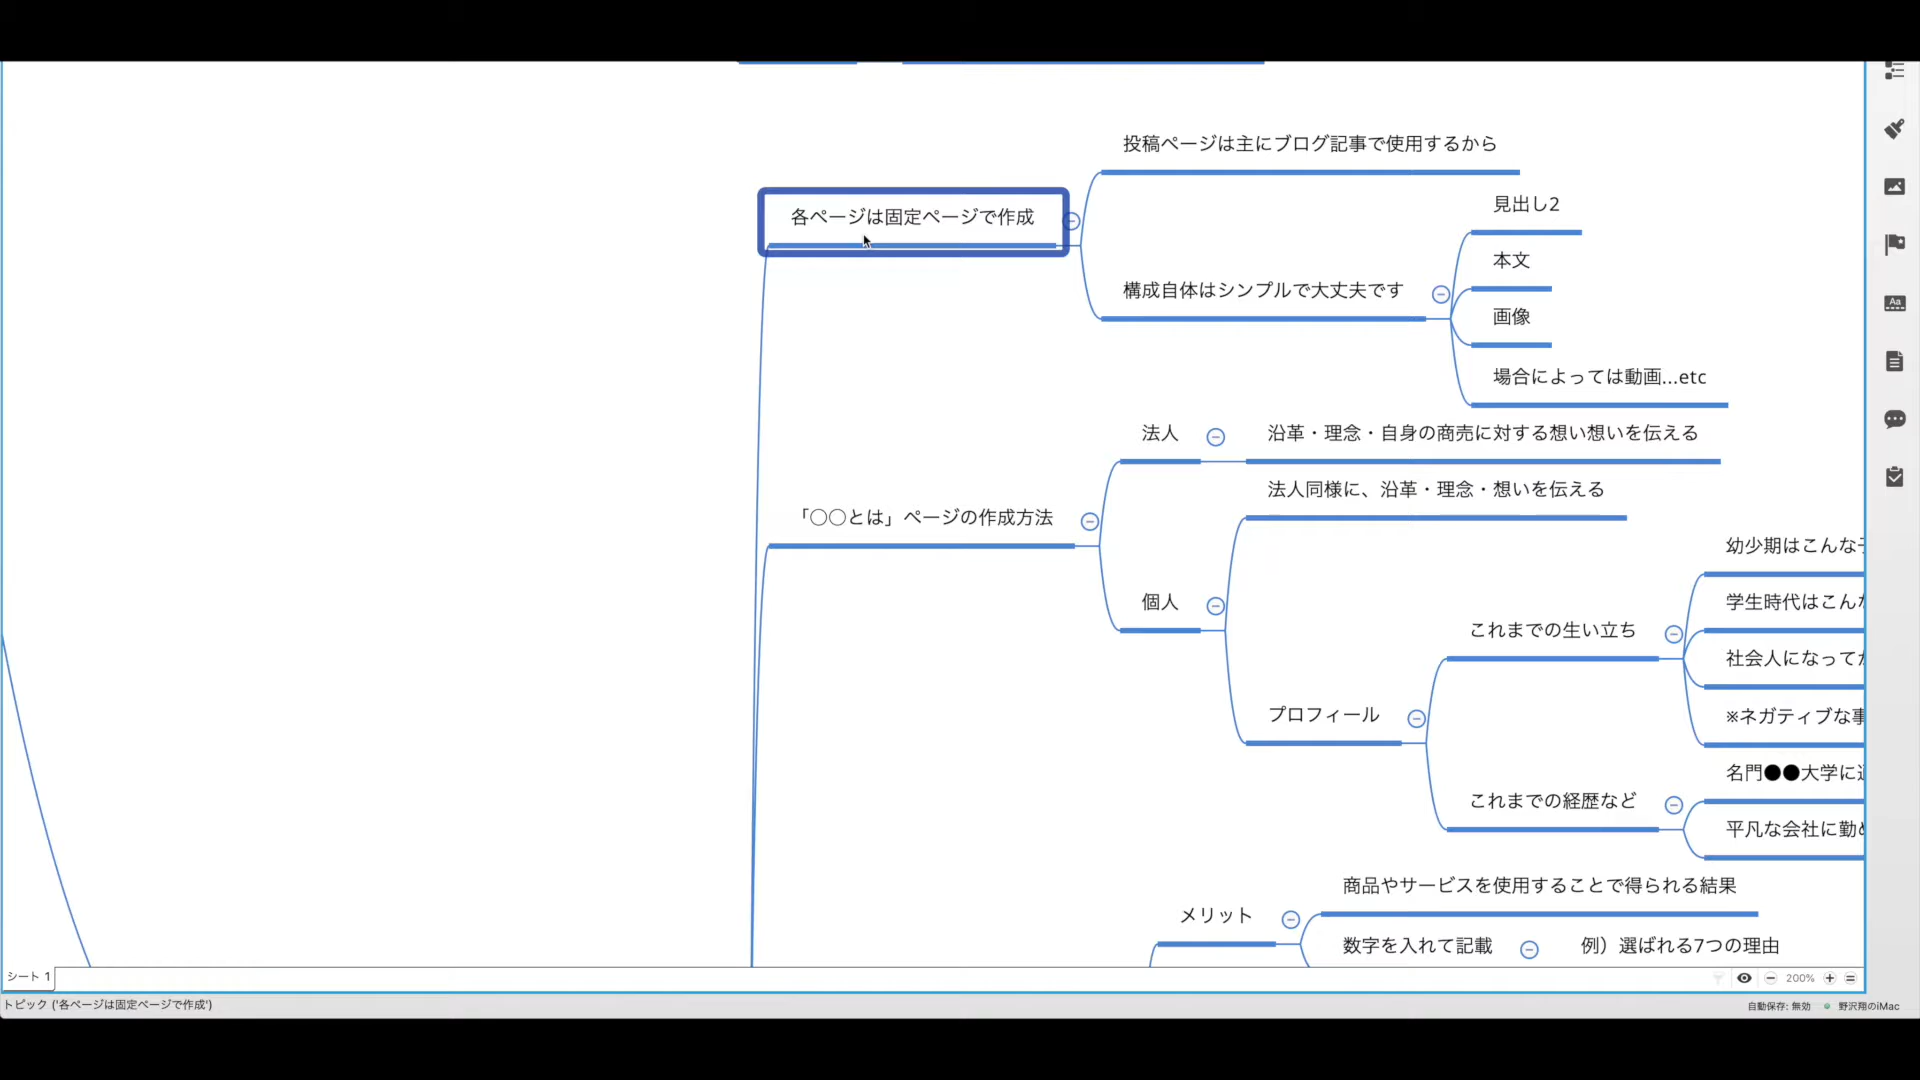 投稿ページは主にブログ記事で使用するから
各ページは固定ページで作成
見出し2
本文
構成自体はシンプルで大丈夫です
画像
場合によっては動画...etc
法人
沿革・理念・自身の商売に対する想い想いを伝える
法人同様に、沿革・理念・想いを伝える
「○○とは」ページの作成方法
個人
幼少期はこんな
学生時代はこん
これまでの生い立ち
社会人になって
※ネガティブな
プロフィール
名門●●大学に
これまでの経歴など
平凡な会社に勤
商品やサービスを使用することで得られる結果
メリット
数字を入れて記載
例）選ばれる7つの理由
シート 1
200%
トピック ('各ページは固定ページで作成')
自動保存: 無効
野沢翔のiMac
Aa